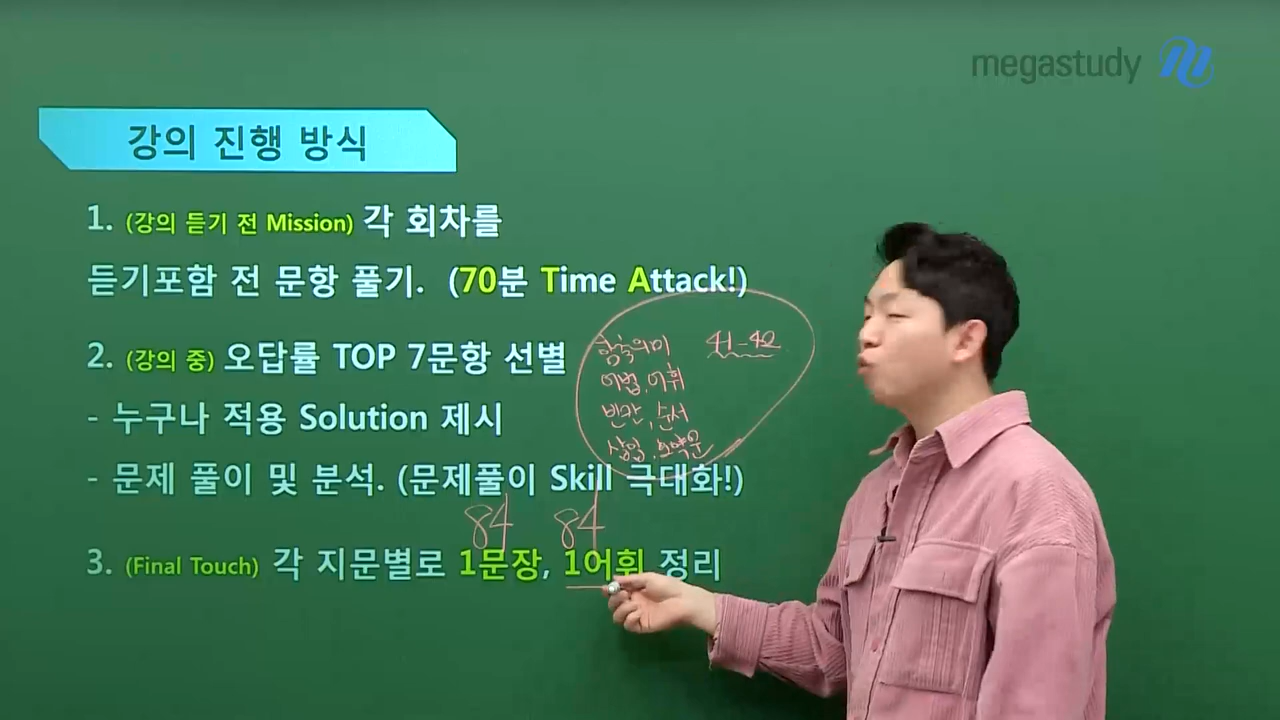 megastudy
강의 진행 방식
1. (강의 듣기 전 Mission) 각 회차를
듣기포함 전 문항 풀기. (70분 Time Attack!)
2. (강의 중) 오답률 TOP 7문항 선별
함축의미 41-42
어법, 어휘
- 누구나 적용 Solution 제시
빈칸, 순서
삽입, 요약문
- 문제 풀이 및 분석. (문제풀이 Skill 극대화!)
84 84
3. (Final Touch) 각 지문별로 1문장, 1어휘 정리